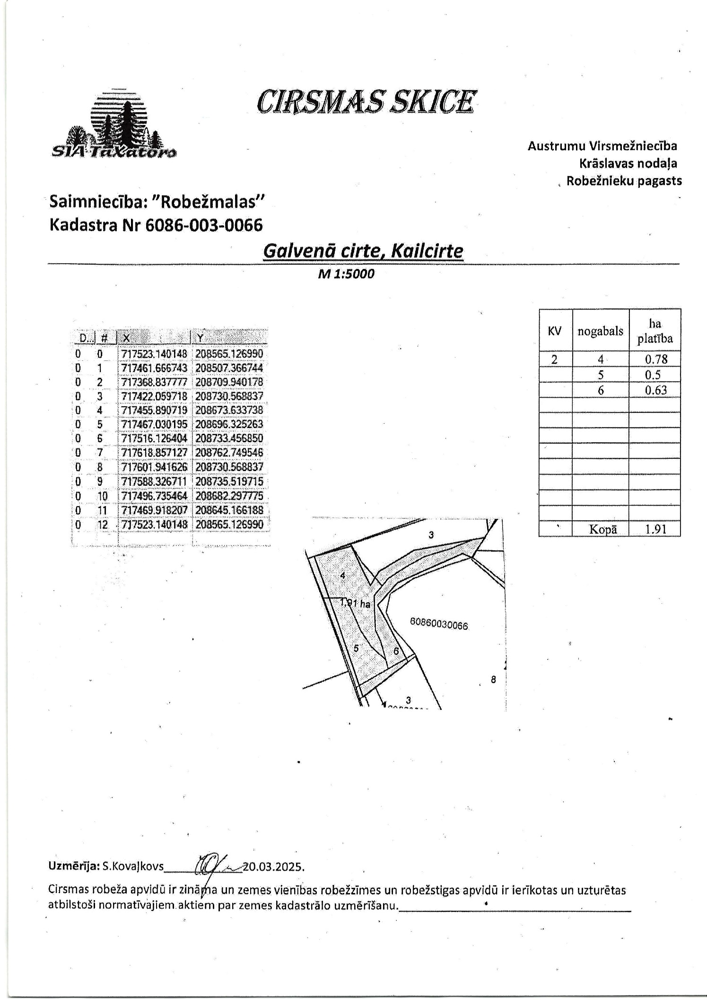 CIRSMAS SKICE
SIA Taxators
Austrumu Virsmežniecība
Krāslavas nodaļa
Robežnieku pagasts
Saimniecība: ”Robežmalas”
Kadastra Nr 6086-003-0066
Galvenā cirte, Kailcirte
M 1:5000
D... # X Y
0 0 717523.140148 208565.126990
0 1 717461.666743 208507.366744
0 2 717368.837777 208709.940178
0 3 717422.059718 208730.568837
0 4 717455.890719 208673.633738
0 5 717467.030195 208696.325263
0 6 717516.126404 208733.456850
0 7 717618.857127 208762.749546
0 8 717601.941626 208730.568837
0 9 717588.326711 208735.519715
0 10 717496.735464 208682.297775
0 11 717469.918207 208645.166188
0 12 717523.140148 208565.126990
KV nogabals ha platība
2 4 0.78
5 0.5
6 0.63
Kopā 1.91
3
4
1,91 ha
60860030066
5
6
8
3
Uzmērīja: S.Kovaļkovs 20.03.2025.
Cirsmas robeža apvidū ir zināma un zemes vienības robežzīmes un robežstigas apvidū ir ierīkotas un uzturētas
atbilstoši normatīvajiem aktiem par zemes kadastrālo uzmērīšanu.